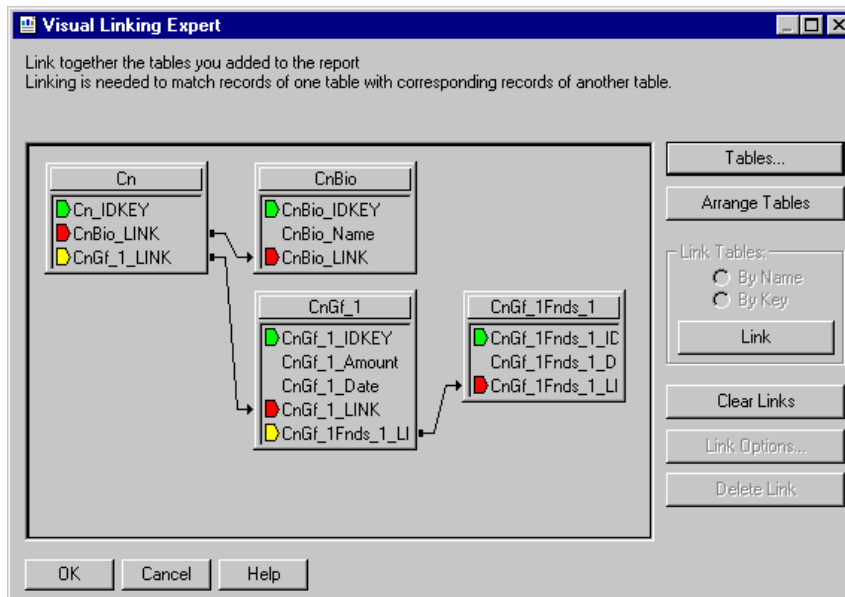 Visual Linking Expert
Link together the tables you added to the report
Linking is needed to match records of one table with corresponding records of another table.
Cn
Cn_IDKEY
CnBio_LINK
CnGf_1_LINK
CnBio
CnBio_IDKEY
CnBio_Name
CnBio_LINK
CnGf_1
CnGf_1_IDKEY
CnGf_1_Amount
CnGf_1_Date
CnGf_1_LINK
CnGf_1Fnds_1_LI
CnGf_1Fnds_1
CnGf_1Fnds_1_ID
CnGf_1Fnds_1_D
CnGf_1Fnds_1_LI
Tables...
Arrange Tables
Link Tables:
By Name
By Key
Link
Clear Links
Link Options...
Delete Link
OK
Cancel
Help